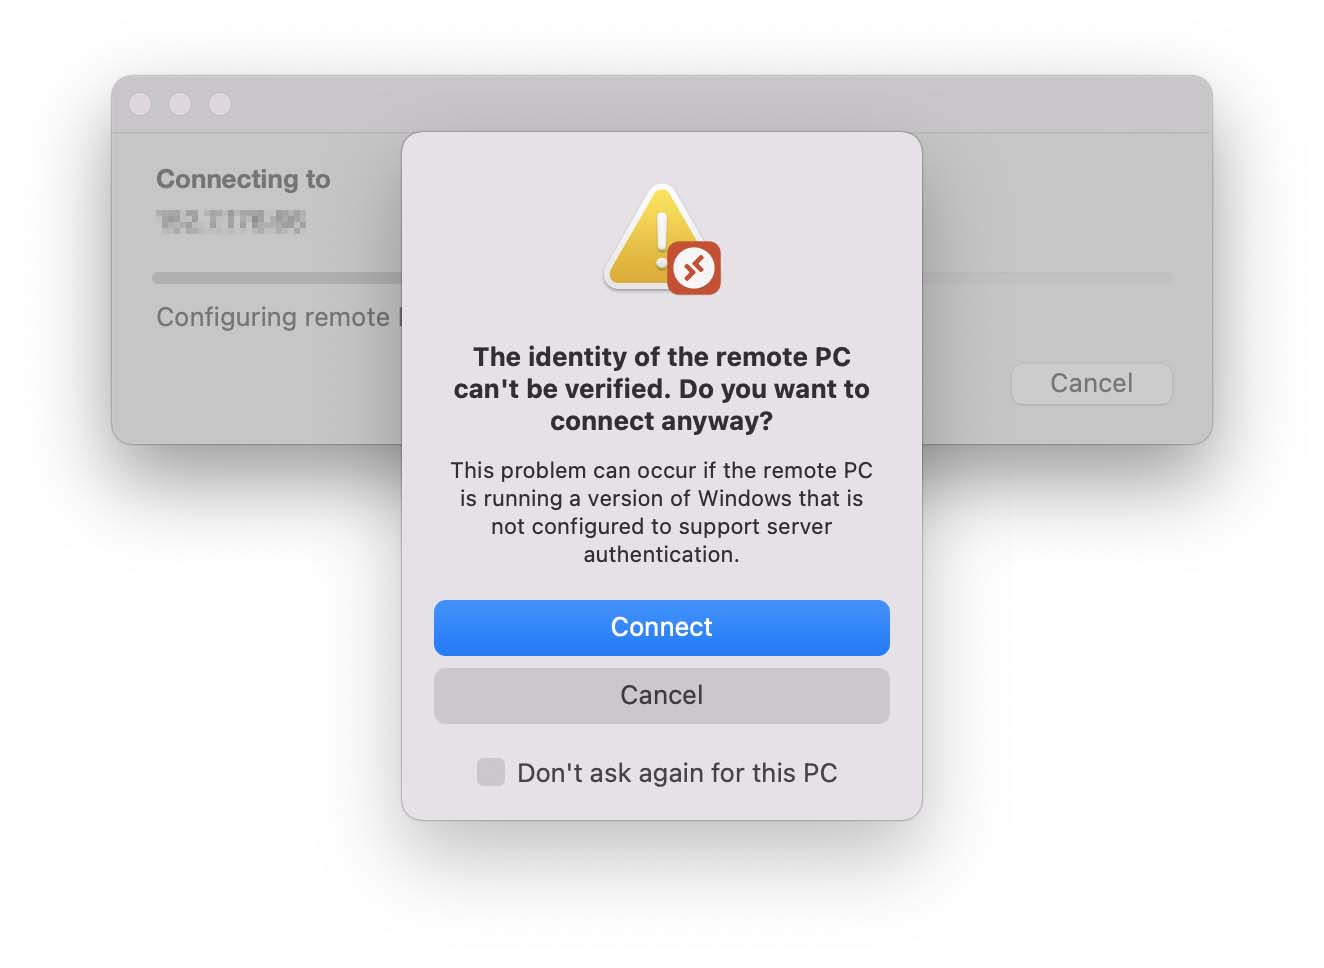 Connecting to
Configuring remote
Cancel
The identity of the remote PC
can't be verified. Do you want to
connect anyway?
This problem can occur if the remote PC
is running a version of Windows that is
not configured to support server
authentication.
Connect
Cancel
Don't ask again for this PC